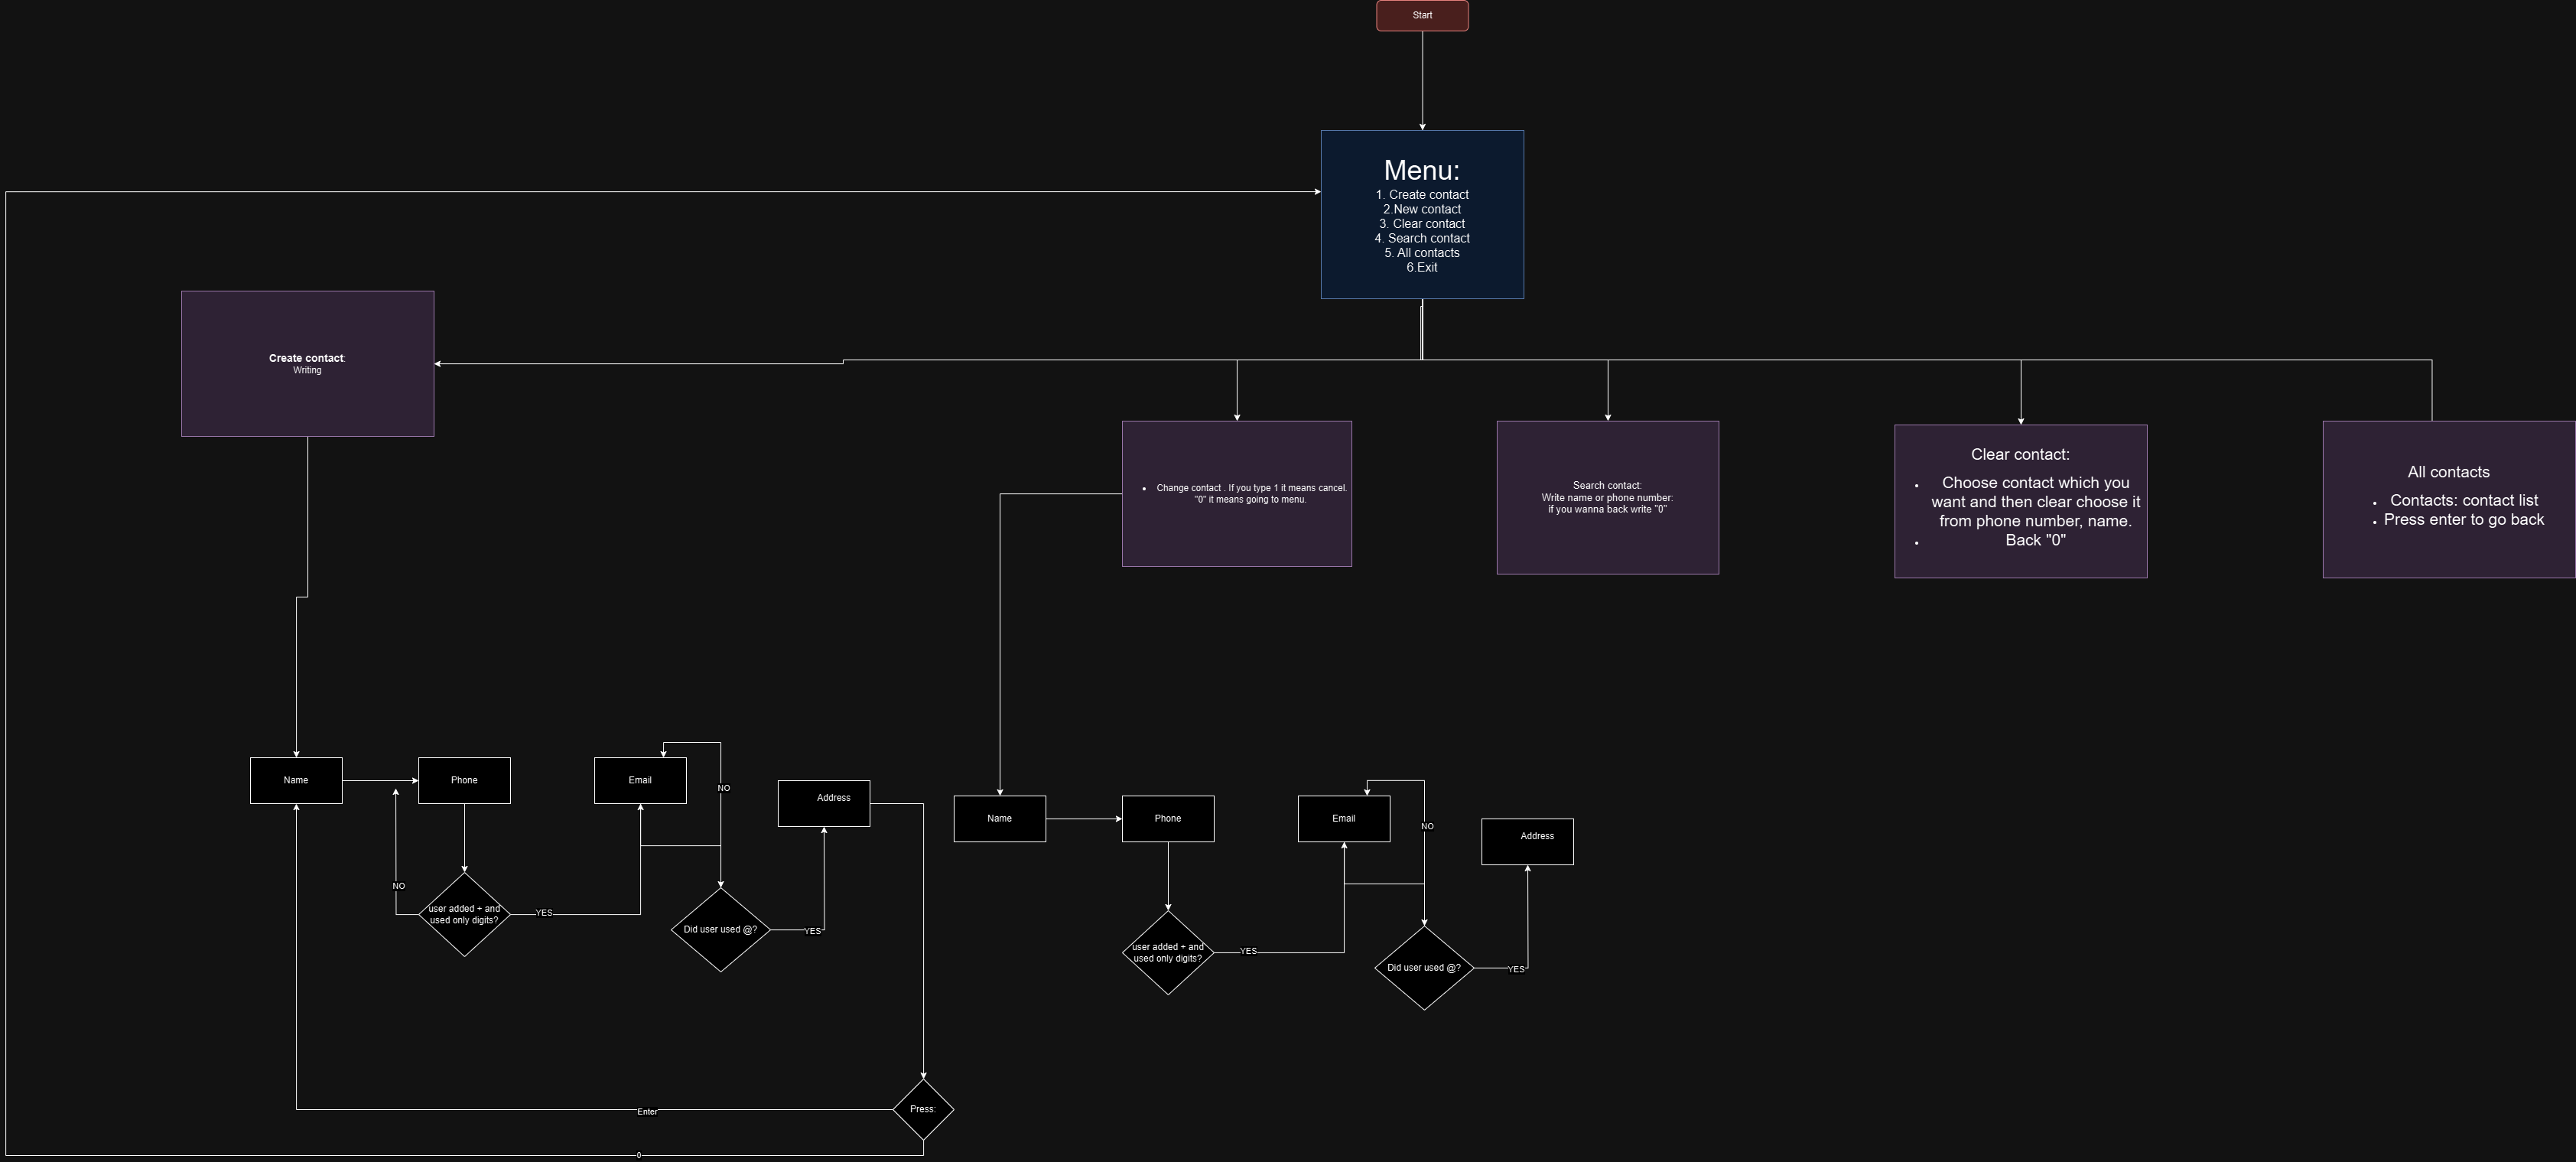 Start
Menu:
1. Create contact
2.New contact
3. Clear contact
4. Search contact
5. All contacts
6.Exit
Create contact:
Writing
• Change contact . If you type 1 it means cancel.
"0" it means going to menu.
Search contact:
Write name or phone number:
if you wanna back write "0"
Clear contact:
• Choose contact which you
want and then clear choose it
from phone number, name.
• Back "0"
All contacts
• Contacts: contact list
• Press enter to go back
Name
Phone
Email
NO
Address
NO
user added + and
used only digits?
YES
Did user used @?
YES
Name
Phone
Email
NO
Address
user added + and
used only digits?
YES
Did user used @?
YES
Press:
Enter
0